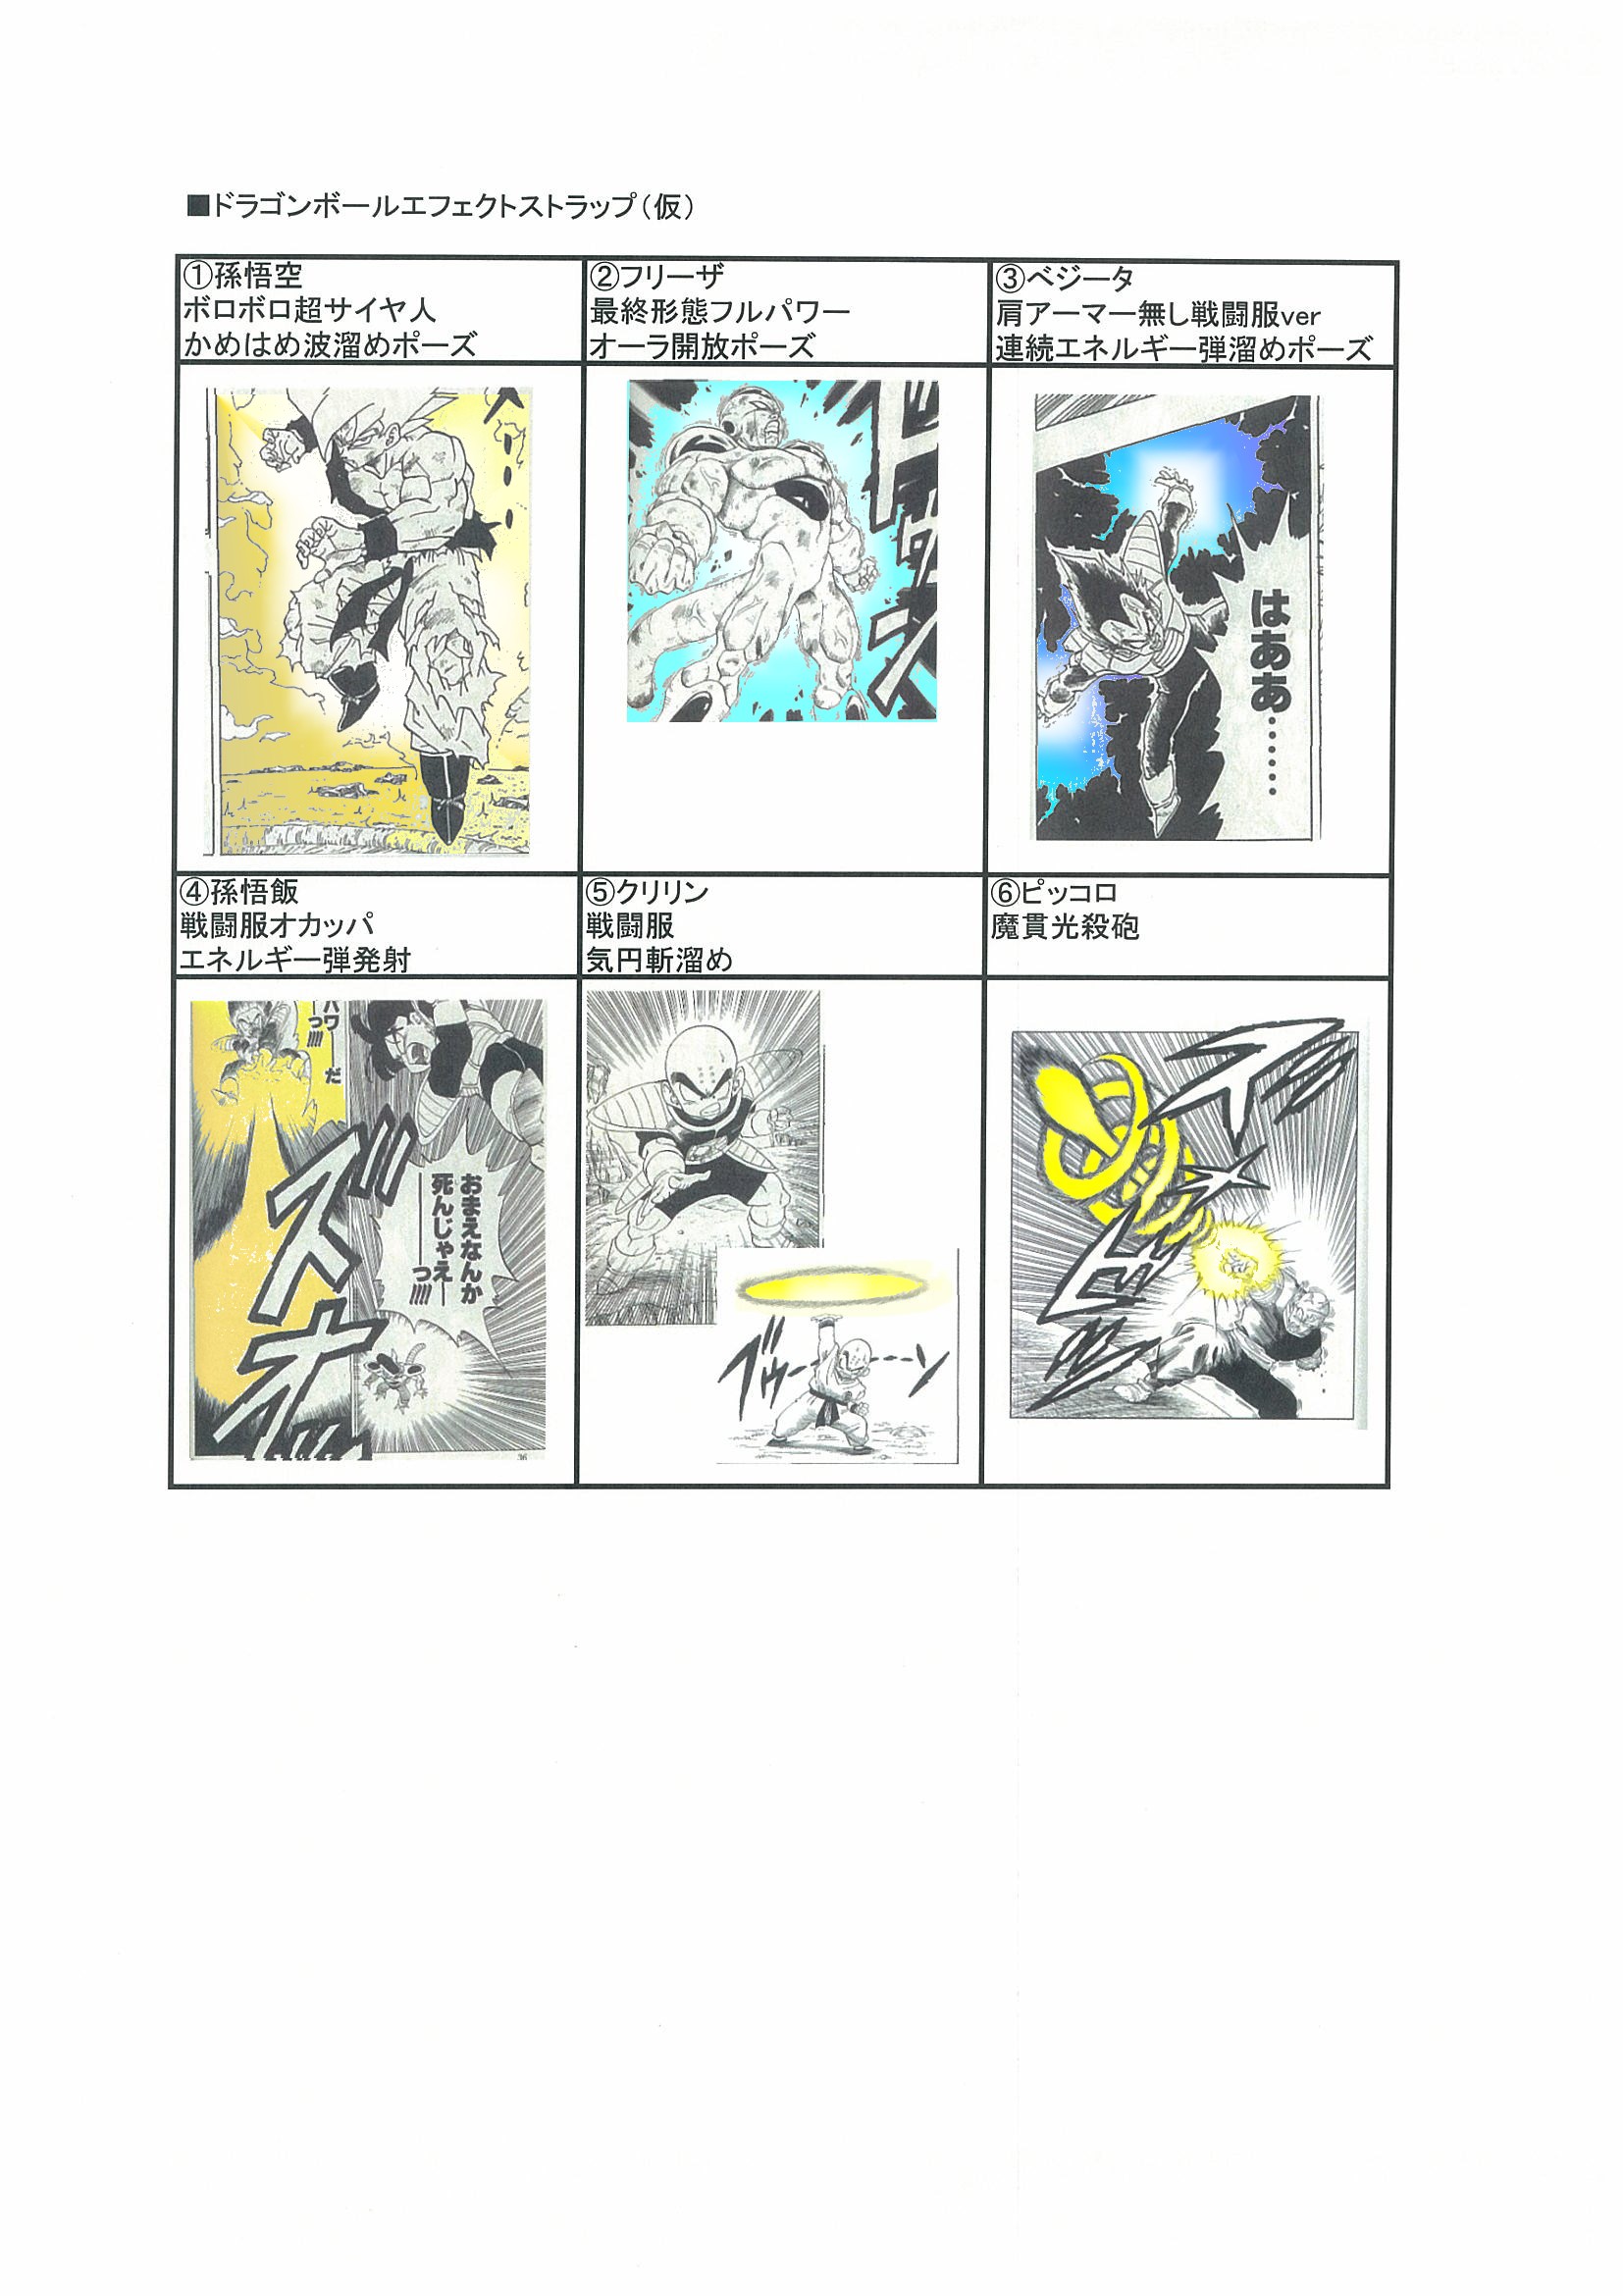 ■ドラゴンボールエフェクトストラップ（仮）
①孫悟空
ボロボロ超サイヤ人
かめはめ波溜めポーズ
②フリーザ
最終形態フルパワー
オーラ開放ポーズ
③ベジータ
肩アーマー無し戦闘服ver
連続エネルギー弾溜めポーズ
はああ……
④孫悟飯
戦闘服オカッパ
エネルギー弾発射
⑤クリリン
戦闘服
気円斬溜め
⑥ピッコロ
魔貫光殺砲
だ
おまえなんか
死んじゃえ——っ!!!!
ズオ
36
ブゥー----ン